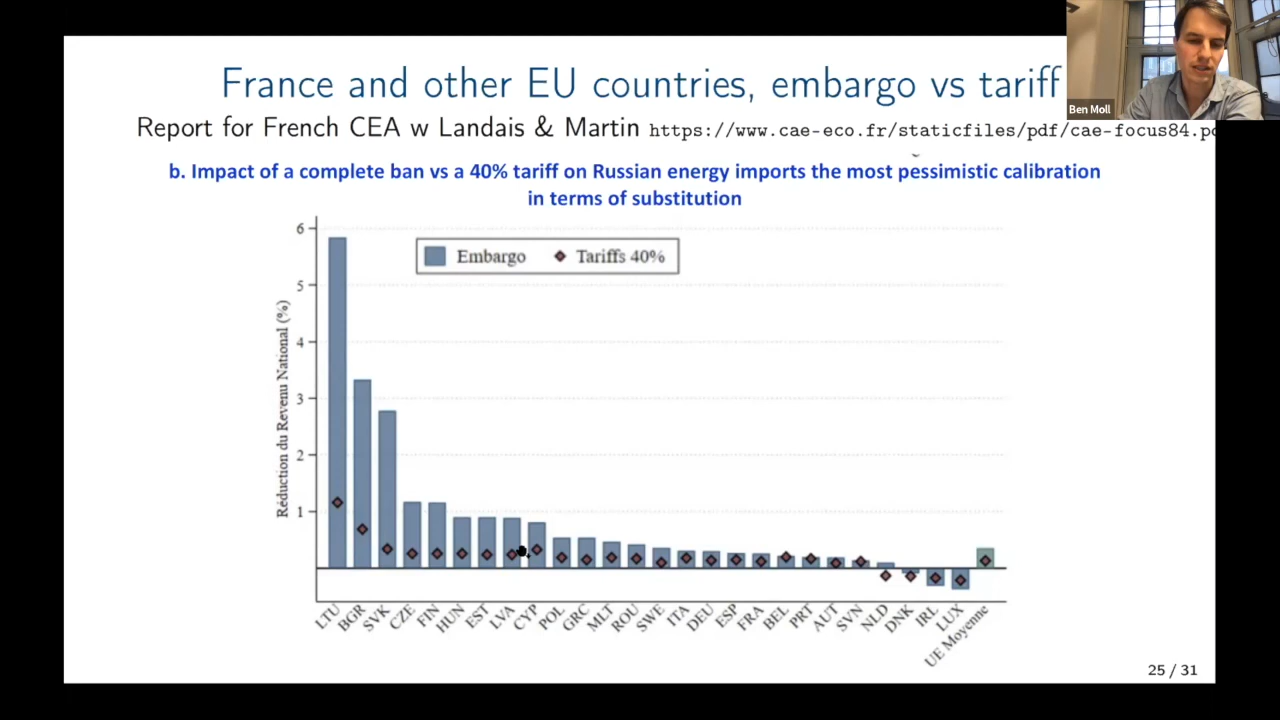 France and other EU countries, embargo vs tariff
Ben Moll
Report for French CEA w Landais & Martin https://www.cae-eco.fr/staticfiles/pdf/cae-focus84.pd
b. Impact of a complete ban vs a 40% tariff on Russian energy imports the most pessimistic calibration
in terms of substitution
Embargo
Tariffs 40%
Réduction du Revenu National (%)
6
5
4
3
2
1
LTU
BGR
SVK
CZE
FIN
HUN
EST
LVA
CYP
POL
GRC
MLT
ROU
SWE
ITA
DEU
ESP
FRA
BEL
PRT
AUT
SVN
NLD
DNK
IRL
LUX
UE Moyenne
25 / 31